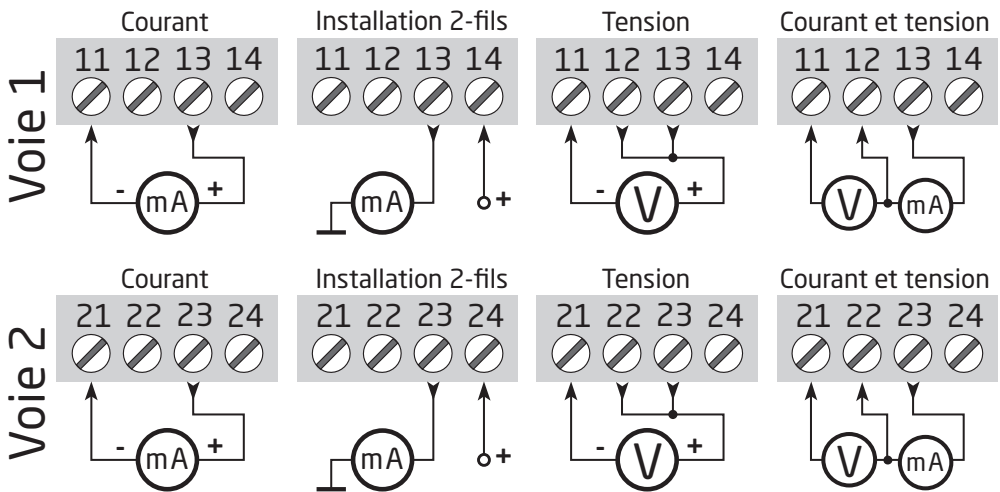 Voie 1
Courant
11 12 13 14
- mA +
Installation 2-fils
11 12 13 14
mA +
Tension
11 12 13 14
- V +
Courant et tension
11 12 13 14
V mA
Voie 2
Courant
21 22 23 24
- mA +
Installation 2-fils
21 22 23 24
mA +
Tension
21 22 23 24
- V +
Courant et tension
21 22 23 24
V mA